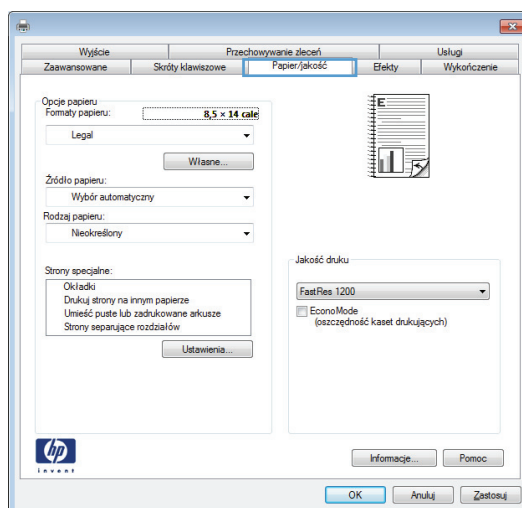 Wyjście
Przechowywanie zleceń
Usługi
Zaawansowane
Skróty klawiszowe
Papier/jakość
Efekty
Wykończenie
Opcje papieru
Formaty papieru:
8,5 × 14 cale
Legal
Własne...
Źródło papieru:
Wybór automatyczny
Rodzaj papieru:
Nieokreślony
Strony specjalne:
Okładki
Drukuj strony na innym papierze
Umieść puste lub zadrukowane arkusze
Strony separujące rozdziałów
Ustawienia...
E
Jakość druku
FastRes 1200
EconoMode
(oszczędność kaset drukujących)
hp
invent
Informacje...
Pomoc
OK
Anuluj
Zastosuj